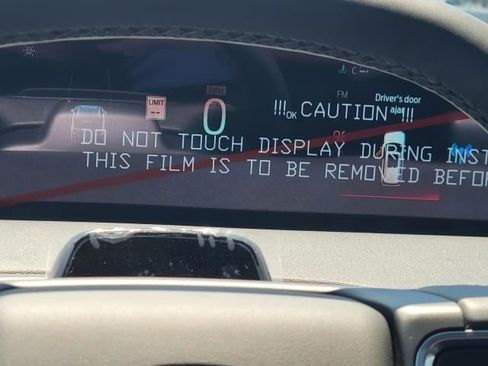 FM
C
Driver's door
ajar
LIMIT
--
0
!!!CAUTION!!!
OK
DO NOT TOUCH DISPLAY DURING INST
THIS FILM IS TO BE REMOVED BEFOR